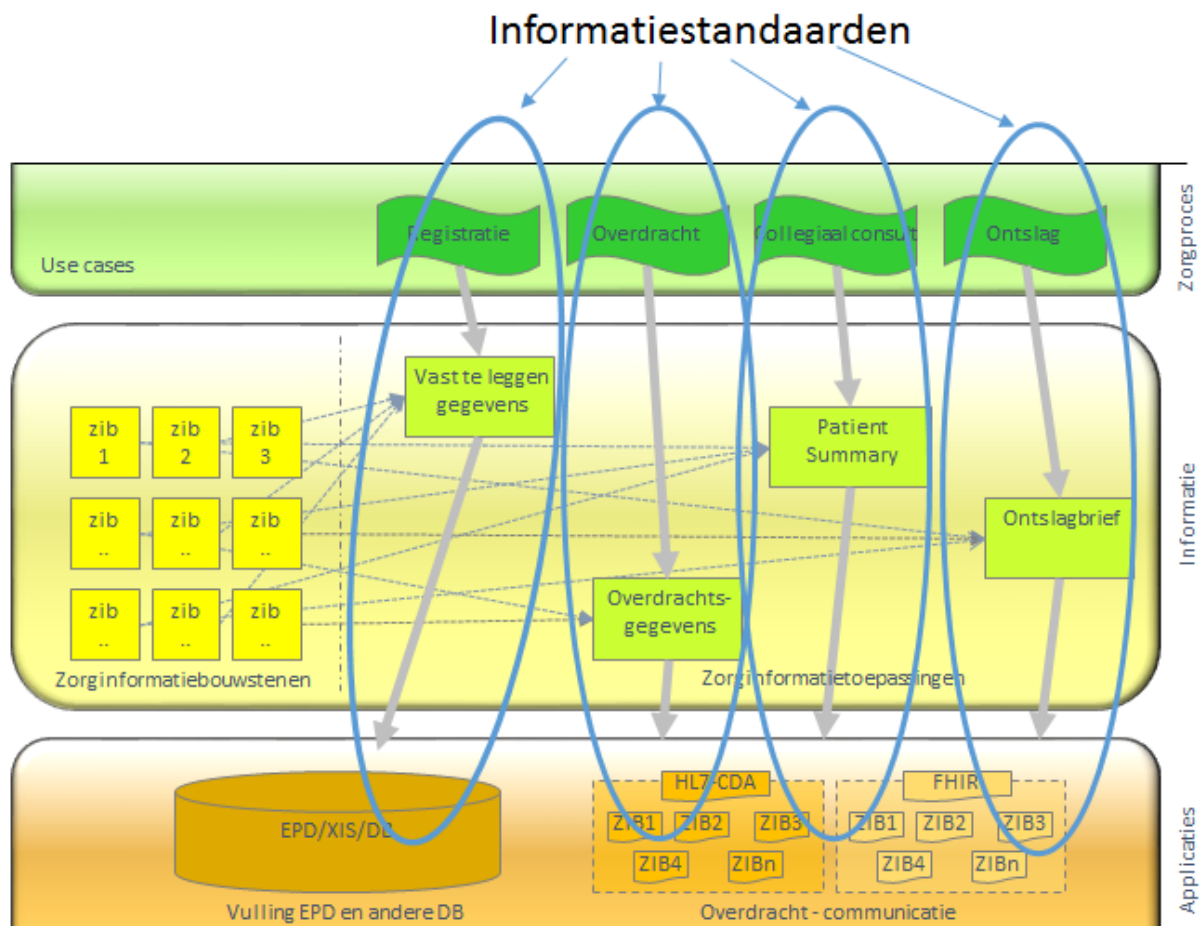 Informatiestandaarden
Registratie
Overdracht
Collegiaal consult
Ontslag
Use cases
Zorgproces
Vast te leggen
gegevens
zib
1
zib
2
zib
3
Patient
Summary
zib
..
zib
..
zib
..
Ontslagbrief
Informatie
zib
..
zib
..
zib
..
Overdrachts-
gegevens
Zorginformatiebouwstenen
Zorginformatietoepassingen
EPD/XIS/DB
HL7-CDA
ZIB1
ZIB2
ZIB3
ZIB4
ZIBn
FHIR
ZIB1
ZIB2
ZIB3
ZIB4
ZIBn
Applicaties
Vulling EPD en andere DB
Overdracht - communicatie